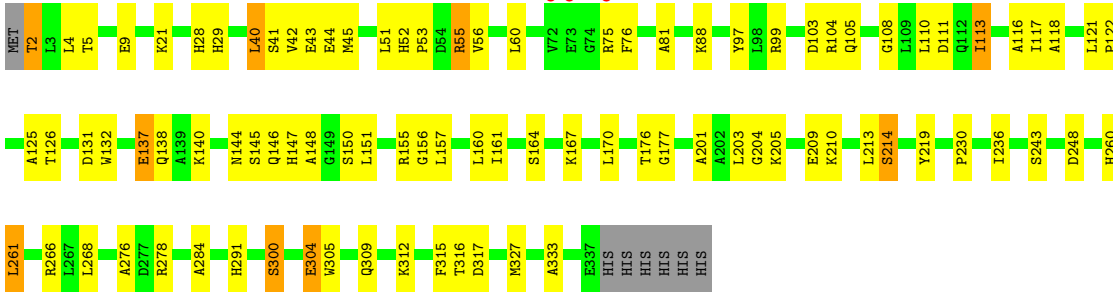 MET T2 L3 L4 T5 E9 K21 H28 H29 L40 S41 V42 E43 E44 M45 L51 H52 P53 D54 R55 V56 L60 V72 E73 G74 R75 F76 A81 K88 Y97 L98 R99 D103 R104 Q105 G108 L109 L110 D111 Q112 I113 A116 I117 A118 L121 P122
A125 T126 D131 W132 E137 Q138 A139 K140 N144 S145 Q146 H147 A148 G149 S150 L151 R155 G156 L157 L160 I161 S164 K167 L170 T176 G177 A201 A202 L203 G204 K205 E209 K210 L213 S214 Y219 P230 I236 S243 D248 H260
L261 R266 L267 L268 A276 D277 R278 A284 H291 S300 E304 W305 Q309 K312 F315 T316 D317 M327 A333 E337 HIS HIS HIS HIS HIS HIS